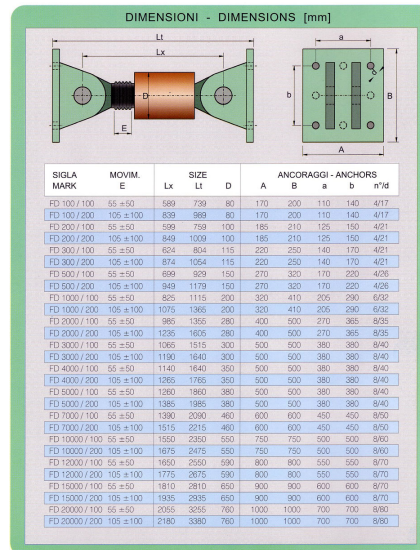 DIMENSIONI - DIMENSIONS [mm]
Lt
Lx
D
E
a
d
b
B
A
SIGLA MOVIM. SIZE ANCORAGGI - ANCHORS
MARK E Lx Lt D A B a b n°/d
FD 100 / 100 55 ±50 589 739 80 170 200 110 140 4/17
FD 100 / 200 105 ±100 839 989 80 170 200 110 140 4/17
FD 200 / 100 55 ±50 599 759 100 185 210 125 150 4/21
FD 200 / 200 105 ±100 849 1009 100 185 210 125 150 4/21
FD 300 / 100 55 ±50 624 804 115 220 250 140 170 4/21
FD 300 / 200 105 ±100 874 1054 115 220 250 140 170 4/21
FD 500 / 100 55 ±50 699 929 150 270 320 170 220 4/26
FD 500 / 200 105 ±100 949 1179 150 270 320 170 220 4/26
FD 1000 / 100 55 ±50 825 1115 200 320 410 205 290 6/32
FD 1000 / 200 105 ±100 1075 1365 200 320 410 205 290 6/32
FD 2000 / 100 55 ±50 985 1355 280 400 500 270 365 8/35
FD 2000 / 200 105 ±100 1235 1605 280 400 500 270 365 8/35
FD 3000 / 100 55 ±50 1065 1515 300 500 500 380 380 8/40
FD 3000 / 200 105 ±100 1190 1640 300 500 500 380 380 8/40
FD 4000 / 100 55 ±50 1140 1640 350 500 500 380 380 8/40
FD 4000 / 200 105 ±100 1265 1765 350 500 500 380 380 8/40
FD 5000 / 100 55 ±50 1260 1860 380 500 500 380 380 8/40
FD 5000 / 200 105 ±100 1385 1985 380 500 500 380 380 8/40
FD 7000 / 100 55 ±50 1390 2090 460 600 600 450 450 8/50
FD 7000 / 200 105 ±100 1515 2215 460 600 600 450 450 8/50
FD 10000 / 100 55 ±50 1550 2350 550 750 750 500 500 8/60
FD 10000 / 200 105 ±100 1675 2475 550 750 750 500 500 8/60
FD 12000 / 100 55 ±50 1650 2550 590 800 800 550 550 8/70
FD 12000 / 200 105 ±100 1775 2675 590 800 800 550 550 8/70
FD 15000 / 100 55 ±50 1810 2810 650 900 900 600 600 8/70
FD 15000 / 200 105 ±100 1935 2935 650 900 900 600 600 8/70
FD 20000 / 100 55 ±50 2055 3255 760 1000 1000 700 700 8/80
FD 20000 / 200 105 ±100 2180 3380 760 1000 1000 700 700 8/80